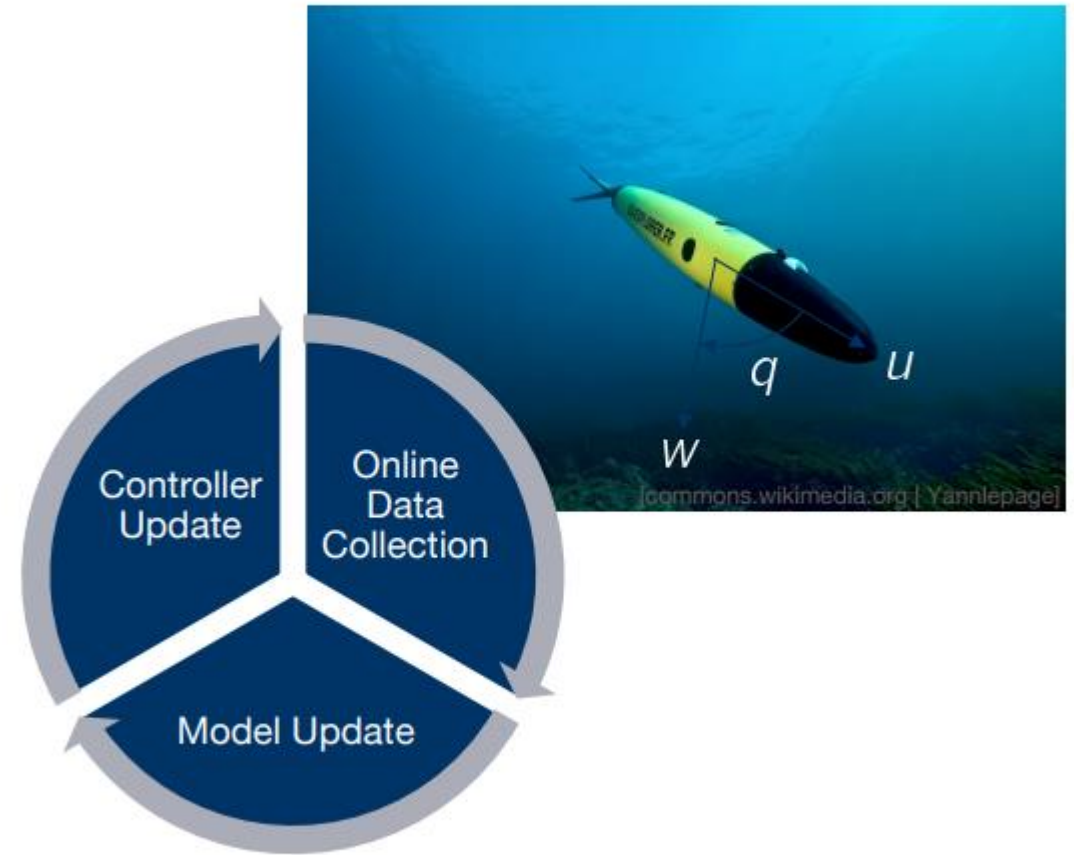 q
u
w
[commons.wikimedia.org | Yannlepage]
Controller
Update
Online
Data
Collection
Model Update